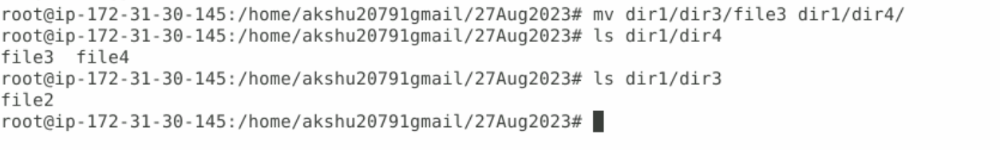 root@ip-172-31-30-145:/home/akshu20791gmail/27Aug2023# mv dir1/dir3/file3 dir1/dir4/
root@ip-172-31-30-145:/home/akshu20791gmail/27Aug2023# ls dir1/dir4
file3  file4
root@ip-172-31-30-145:/home/akshu20791gmail/27Aug2023# ls dir1/dir3
file2
root@ip-172-31-30-145:/home/akshu20791gmail/27Aug2023#